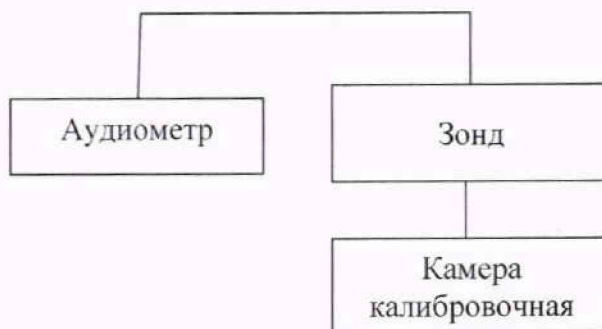 Аудиометр
Зонд
Камера
калибровочная